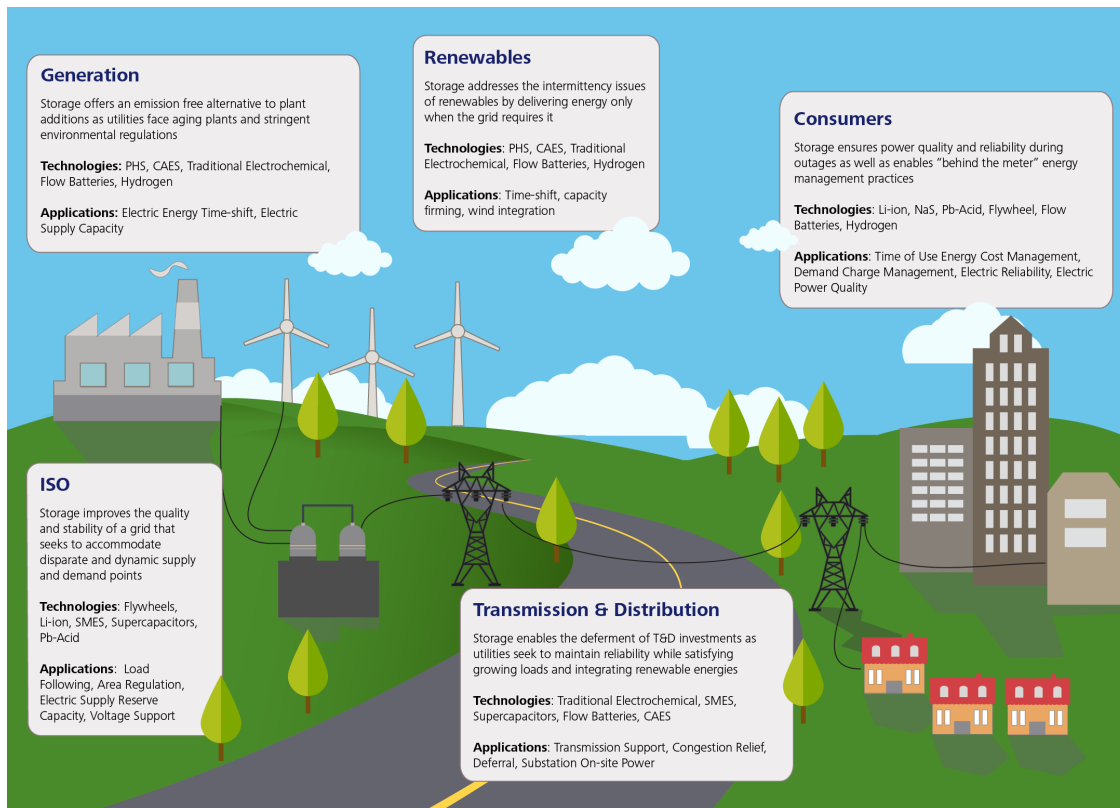 Generation
Storage offers an emission free alternative to plant
additions as utilities face aging plants and stringent
environmental regulations
Technologies: PHS, CAES, Traditional Electrochemical,
Flow Batteries, Hydrogen
Applications: Electric Energy Time-shift, Electric
Supply Capacity
Renewables
Storage addresses the intermittency issues
of renewables by delivering energy only
when the grid requires it
Technologies: PHS, CAES, Traditional
Electrochemical, Flow Batteries, Hydrogen
Applications: Time-shift, capacity
firming, wind integration
Consumers
Storage ensures power quality and reliability during
outages as well as enables “behind the meter” energy
management practices
Technologies: Li-ion, NaS, Pb-Acid, Flywheel, Flow
Batteries, Hydrogen
Applications: Time of Use Energy Cost Management,
Demand Charge Management, Electric Reliability, Electric
Power Quality
ISO
Storage improves the quality
and stability of a grid that
seeks to accommodate
disparate and dynamic supply
and demand points
Technologies: Flywheels,
Li-ion, SMES, Supercapacitors,
Pb-Acid
Applications: Load
Following, Area Regulation,
Electric Supply Reserve
Capacity, Voltage Support
Transmission & Distribution
Storage enables the deferment of T&D investments as
utilities seek to maintain reliability while satisfying
growing loads and integrating renewable energies
Technologies: Traditional Electrochemical, SMES,
Supercapacitors, Flow Batteries, CAES
Applications: Transmission Support, Congestion Relief,
Deferral, Substation On-site Power